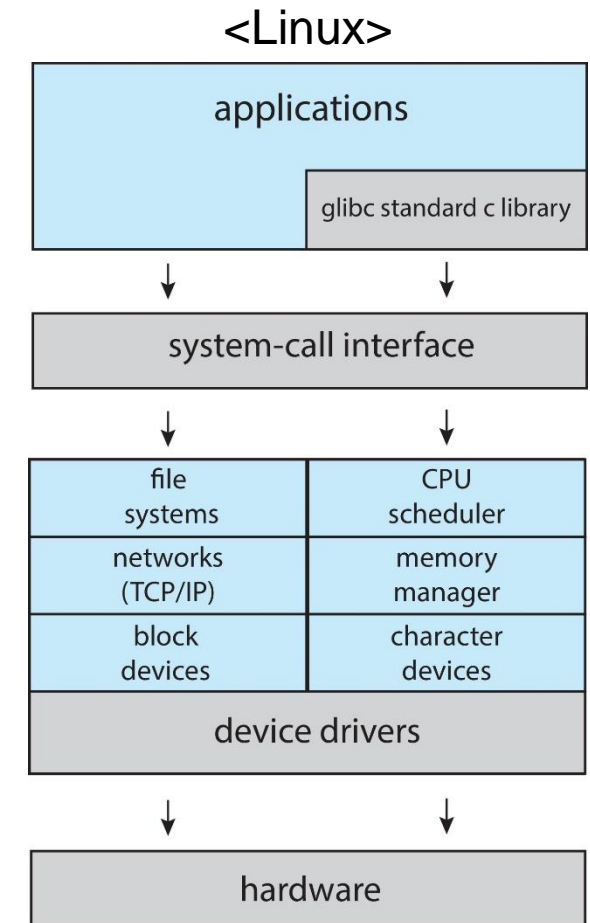 <Linux>
applications
glibc standard c library
system-call interface
file
systems
CPU
scheduler
networks
(TCP/IP)
memory
manager
block
devices
character
devices
device drivers
hardware